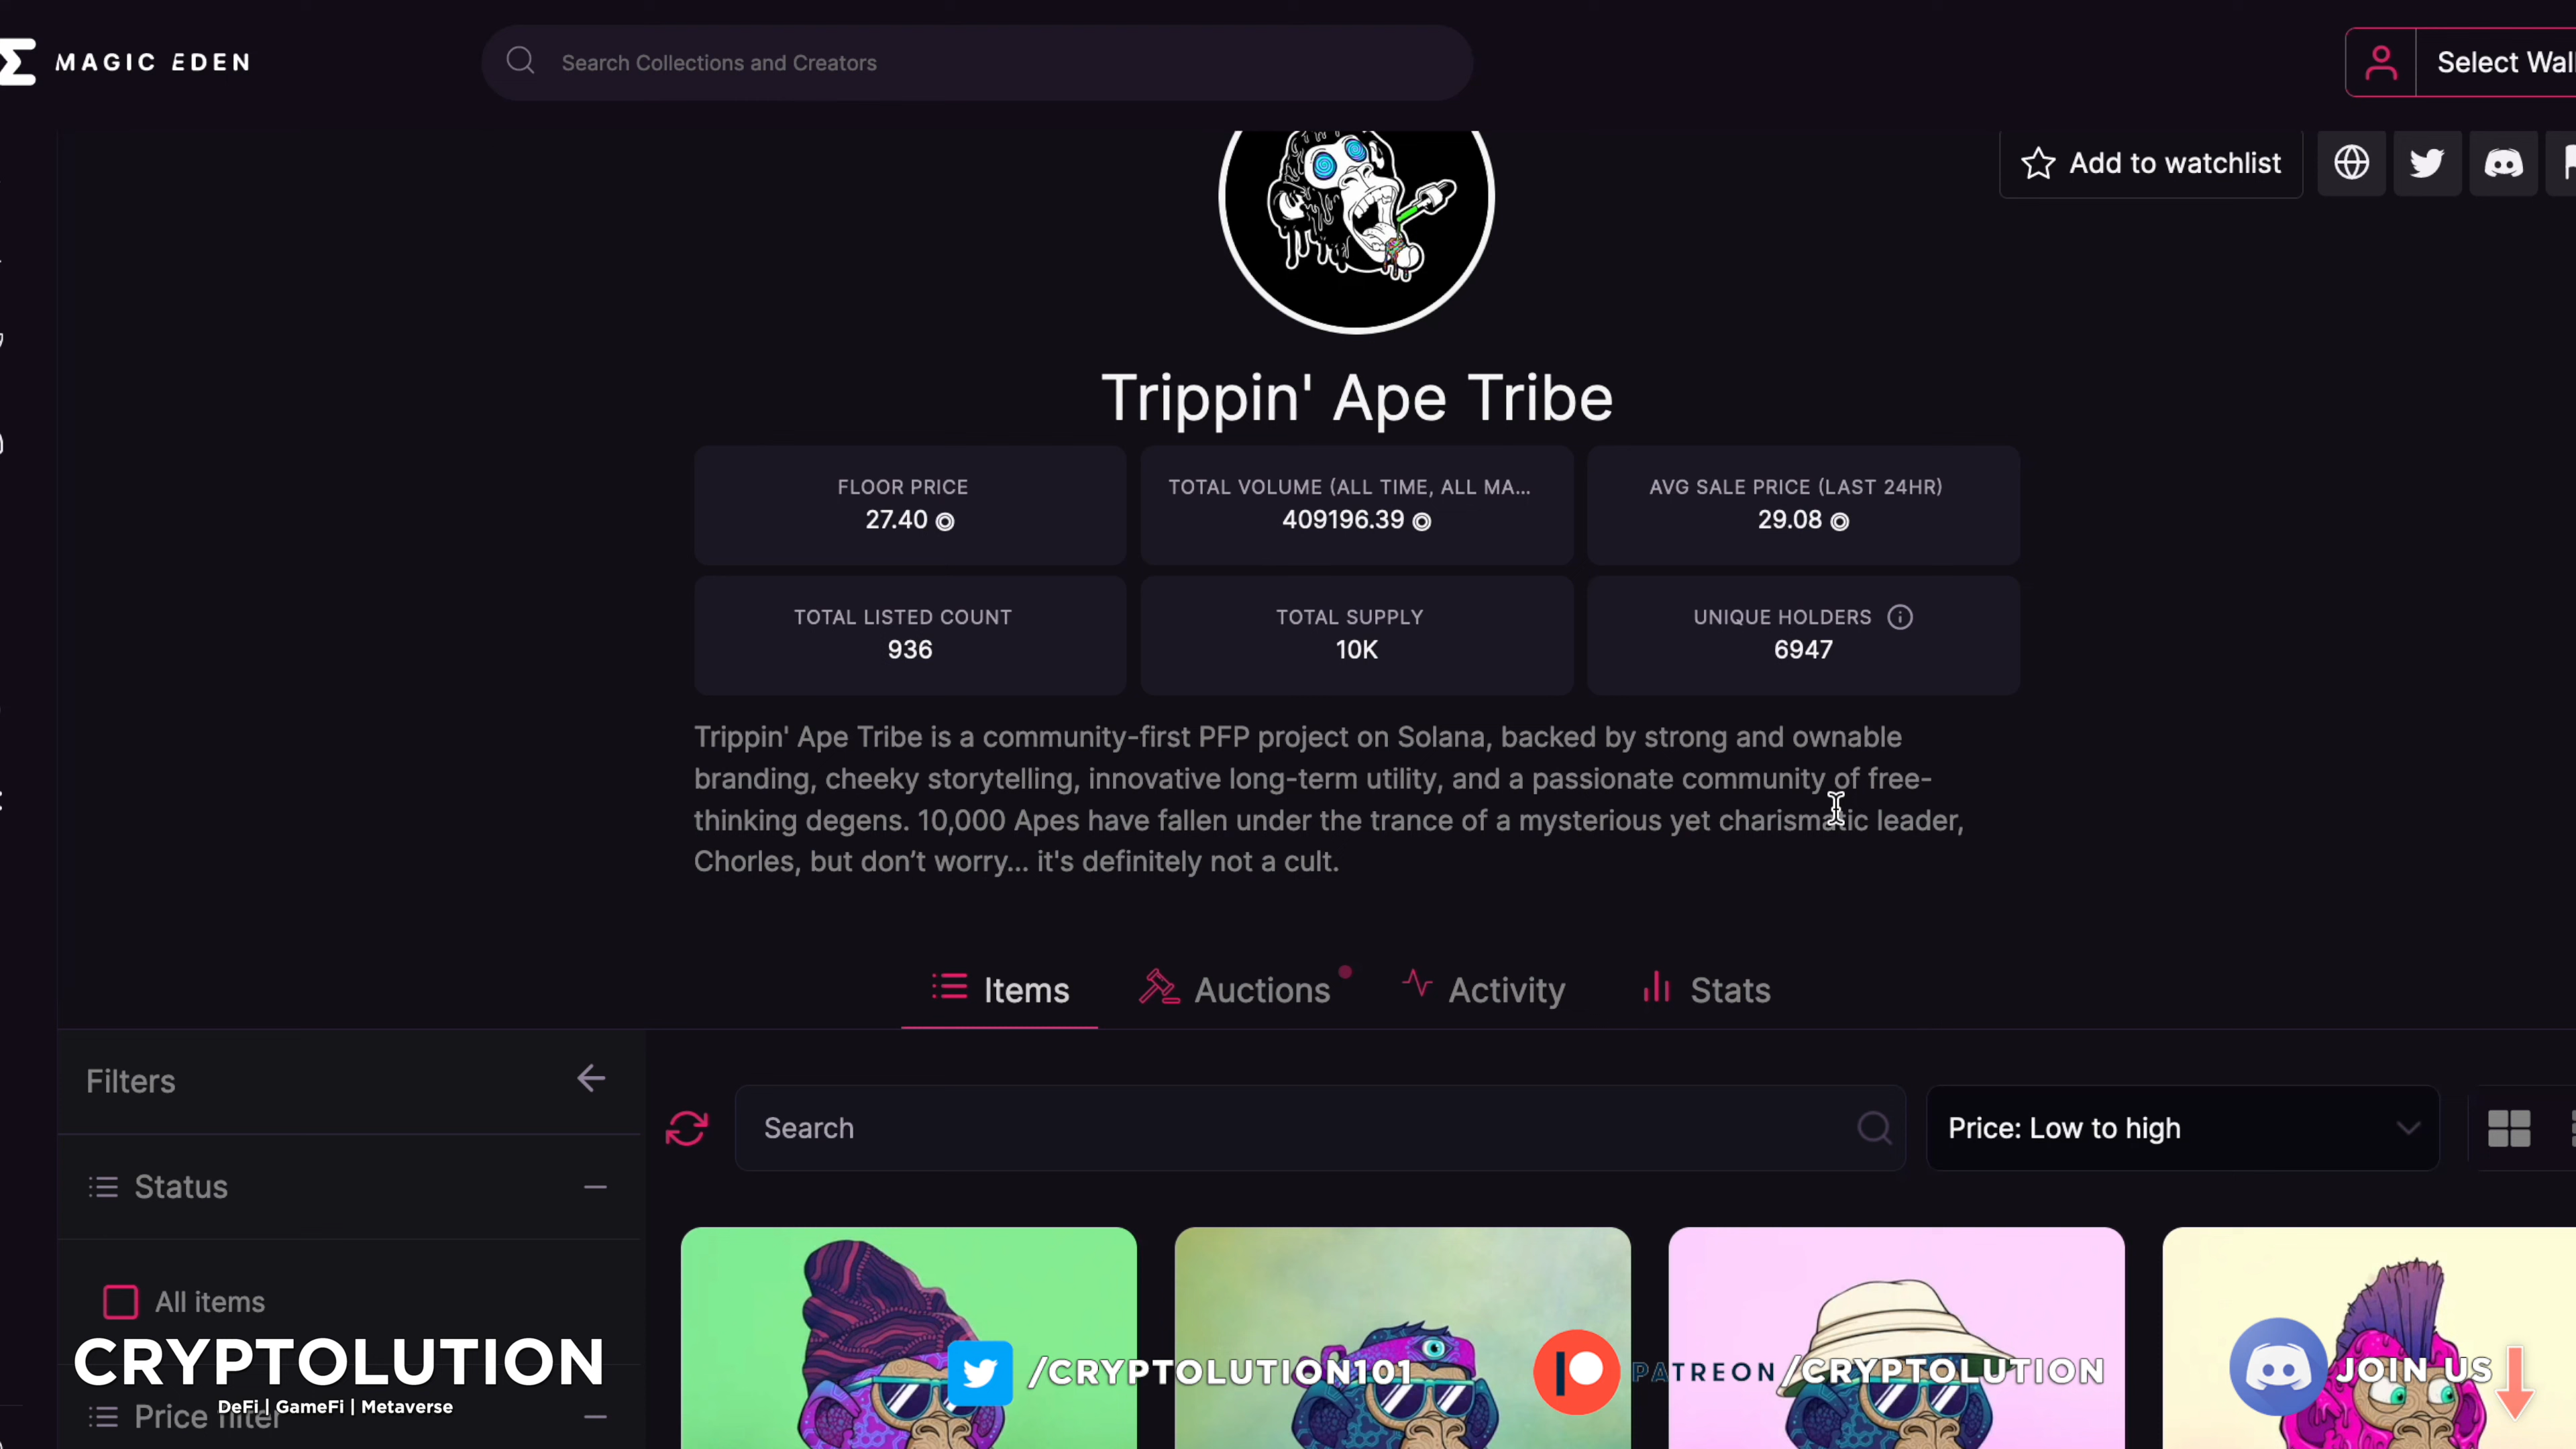 MAGIC EDEN
Search Collections and Creators
Select Wal
Add to watchlist
Trippin' Ape Tribe
FLOOR PRICE
27.40
TOTAL VOLUME (ALL TIME, ALL MA...
409196.39
AVG SALE PRICE (LAST 24HR)
29.08
TOTAL LISTED COUNT
936
TOTAL SUPPLY
10K
UNIQUE HOLDERS
6947
Trippin' Ape Tribe is a community-first PFP project on Solana, backed by strong and ownable
branding, cheeky storytelling, innovative long-term utility, and a passionate community of free-
thinking degens. 10,000 Apes have fallen under the trance of a mysterious yet charismatic leader,
Chorles, but don’t worry... it's definitely not a cult.
Items
Auctions
Activity
Stats
Filters
Search
Price: Low to high
Status
All items
CRYPTOLUTION
DeFi | GameFi | Metaverse
Price filter
/CRYPTOLUTION101
PATREON/CRYPTOLUTION
JOIN US